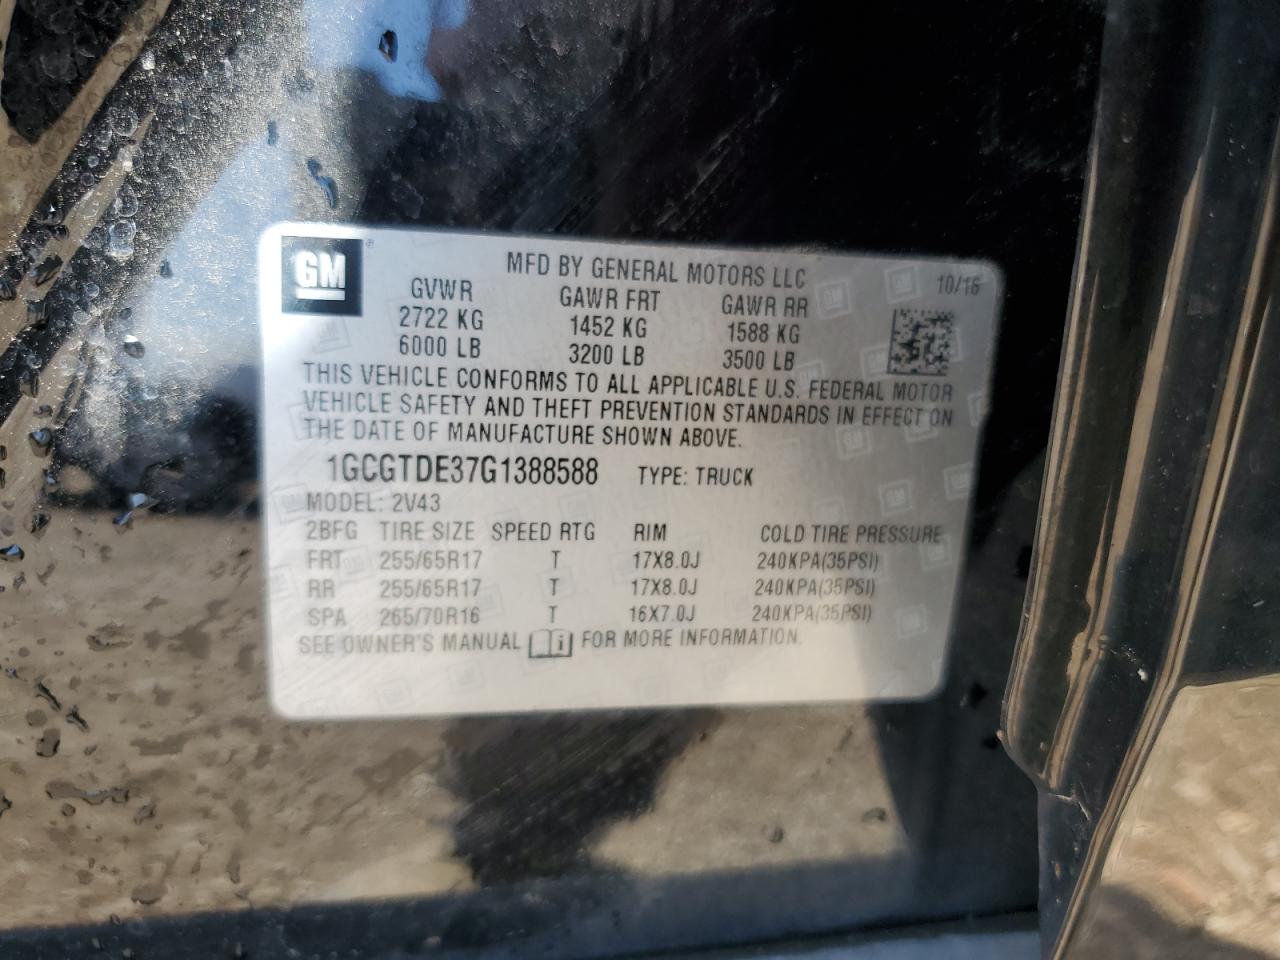 GM
MFD BY GENERAL MOTORS LLC 10/16
GVWR GAWR FRT GAWR RR
2722 KG 1452 KG 1588 KG
6000 LB 3200 LB 3500 LB
THIS VEHICLE CONFORMS TO ALL APPLICABLE U.S. FEDERAL MOTOR
VEHICLE SAFETY AND THEFT PREVENTION STANDARDS IN EFFECT ON
THE DATE OF MANUFACTURE SHOWN ABOVE.
1GCGTDE37G1388588 TYPE: TRUCK
MODEL: 2V43
2BFG TIRE SIZE SPEED RTG RIM COLD TIRE PRESSURE
FRT 255/65R17 T 17X8.0J 240KPA(35PSI)
RR 255/65R17 T 17X8.0J 240KPA(35PSI)
SPA 265/70R16 T 16X7.0J 240KPA(35PSI)
SEE OWNER'S MANUAL i FOR MORE INFORMATION.